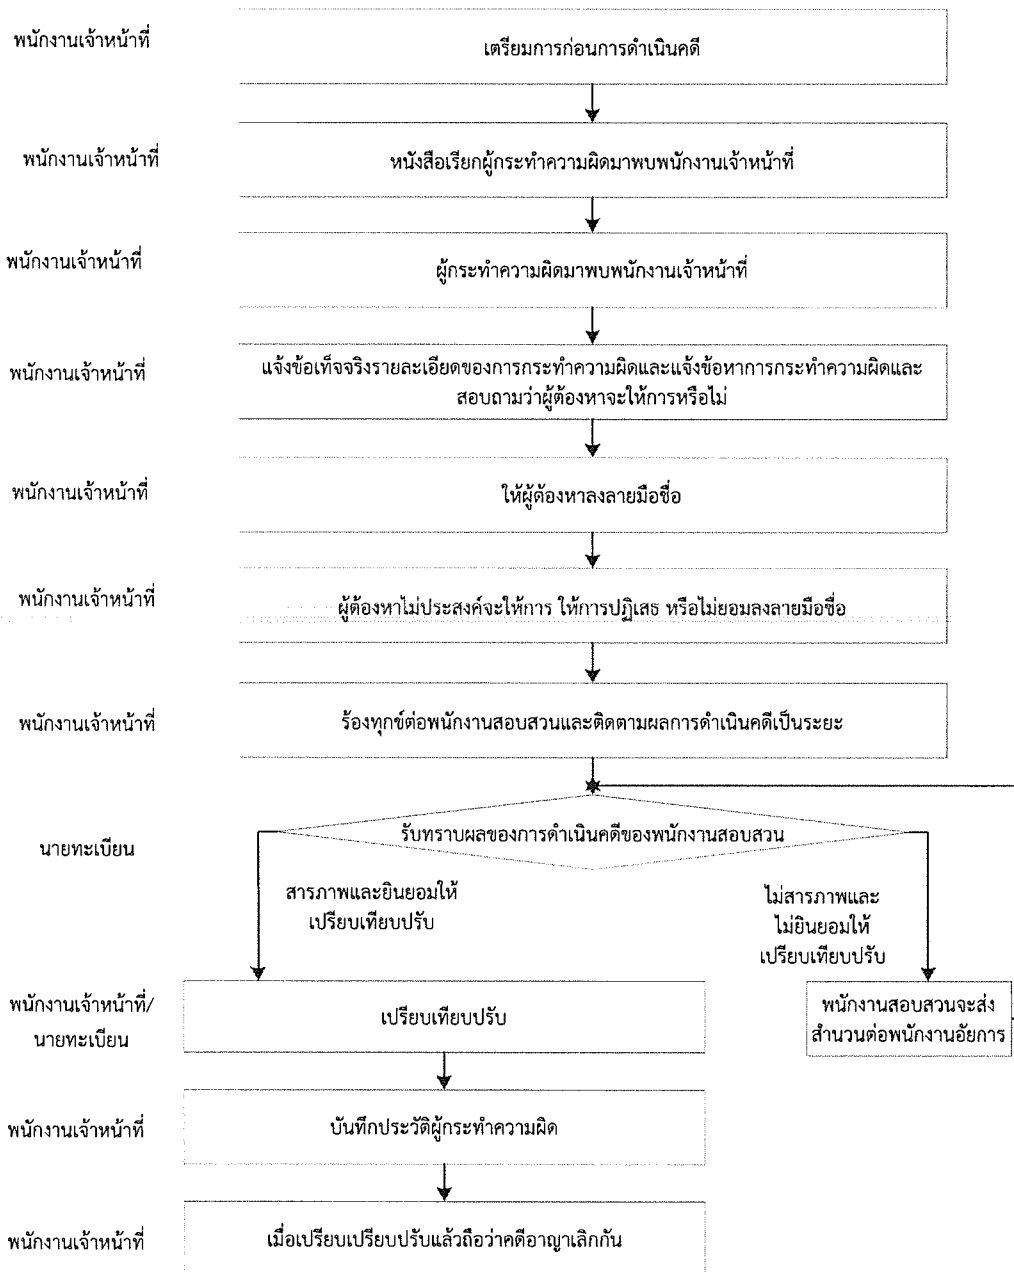 พนักงานเจ้าหน้าที่
เตรียมการก่อนการดำเนินคดี
พนักงานเจ้าหน้าที่
หนังสือเรียกผู้กระทำความผิดมาพบพนักงานเจ้าหน้าที่
พนักงานเจ้าหน้าที่
ผู้กระทำความผิดมาพบพนักงานเจ้าหน้าที่
พนักงานเจ้าหน้าที่
แจ้งข้อเท็จจริงรายละเอียดของการกระทำความผิดและแจ้งข้อหาการกระทำความผิดและ
สอบถามว่าผู้ต้องหาจะให้การหรือไม่
พนักงานเจ้าหน้าที่
ให้ผู้ต้องหาลงลายมือชื่อ
พนักงานเจ้าหน้าที่
ผู้ต้องหาไม่ประสงค์จะให้การ ให้การปฏิเสธ หรือไม่ยอมลงลายมือชื่อ
พนักงานเจ้าหน้าที่
ร้องทุกข์ต่อพนักงานสอบสวนและติดตามผลการดำเนินคดีเป็นระยะ
นายทะเบียน
รับทราบผลของการดำเนินคดีของพนักงานสอบสวน
สารภาพและยินยอมให้
เปรียบเทียบปรับ
ไม่สารภาพและ
ไม่ยินยอมให้
เปรียบเทียบปรับ
พนักงานเจ้าหน้าที่/
นายทะเบียน
เปรียบเทียบปรับ
พนักงานสอบสวนจะส่ง
สำนวนต่อพนักงานอัยการ
พนักงานเจ้าหน้าที่
บันทึกประวัติผู้กระทำความผิด
พนักงานเจ้าหน้าที่
เมื่อเปรียบเปรียบปรับแล้วถือว่าคดีอาญาเลิกกัน